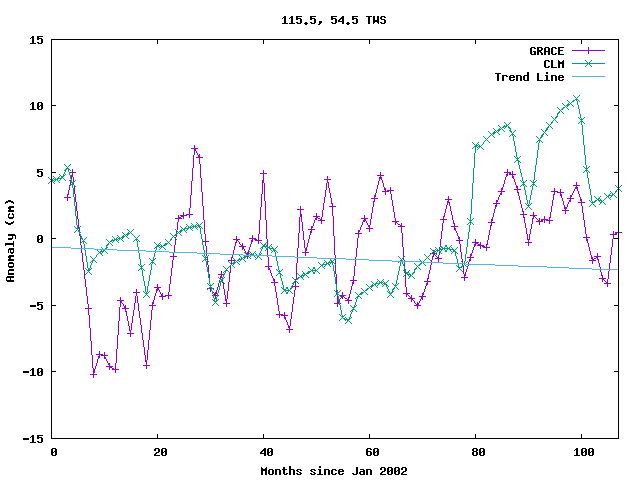 115.5, 54.5 TWS
GRACE
CLM
Trend Line
15
10
5
0
-5
-10
-15
Anomaly (cm)
0 20 40 60 80 100
Months since Jan 2002